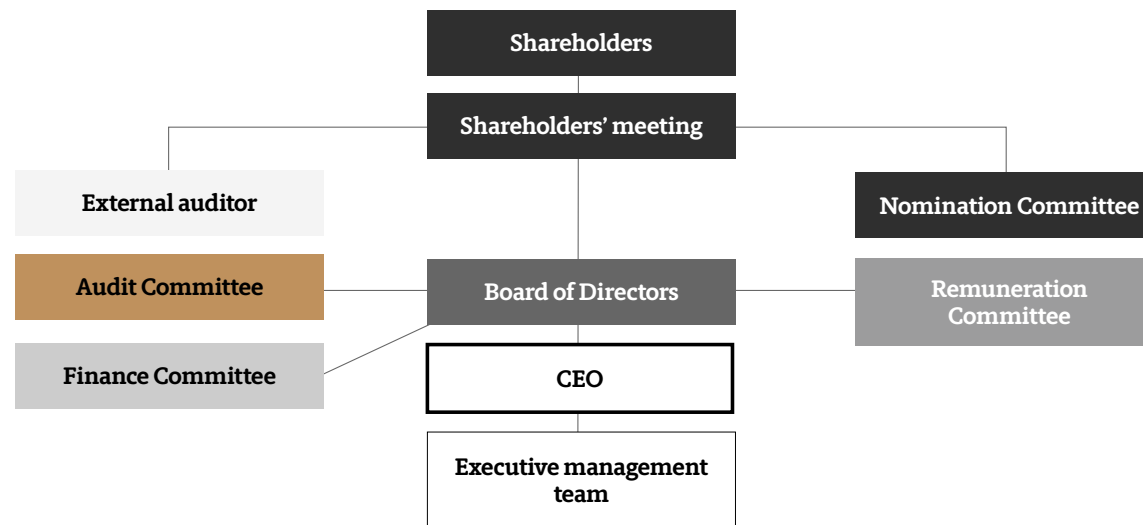 Shareholders
Shareholders’ meeting
External auditor
Nomination Committee
Audit Committee
Board of Directors
Remuneration
Committee
Finance Committee
CEO
Executive management
team